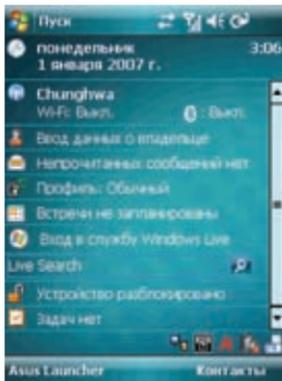 Пуск
понедельник 3:06
1 января 2007 г.
Chunghwa
Wi-Fi: Выкл. : Выкл.
Ввод данных о владельце
Непрочитанных сообщений нет
Профиль: Обычный
Встречи не запланированы
Вход в службу Windows Live
Live Search
Устройство разблокировано
Задач нет
Asus Launcher Контакты